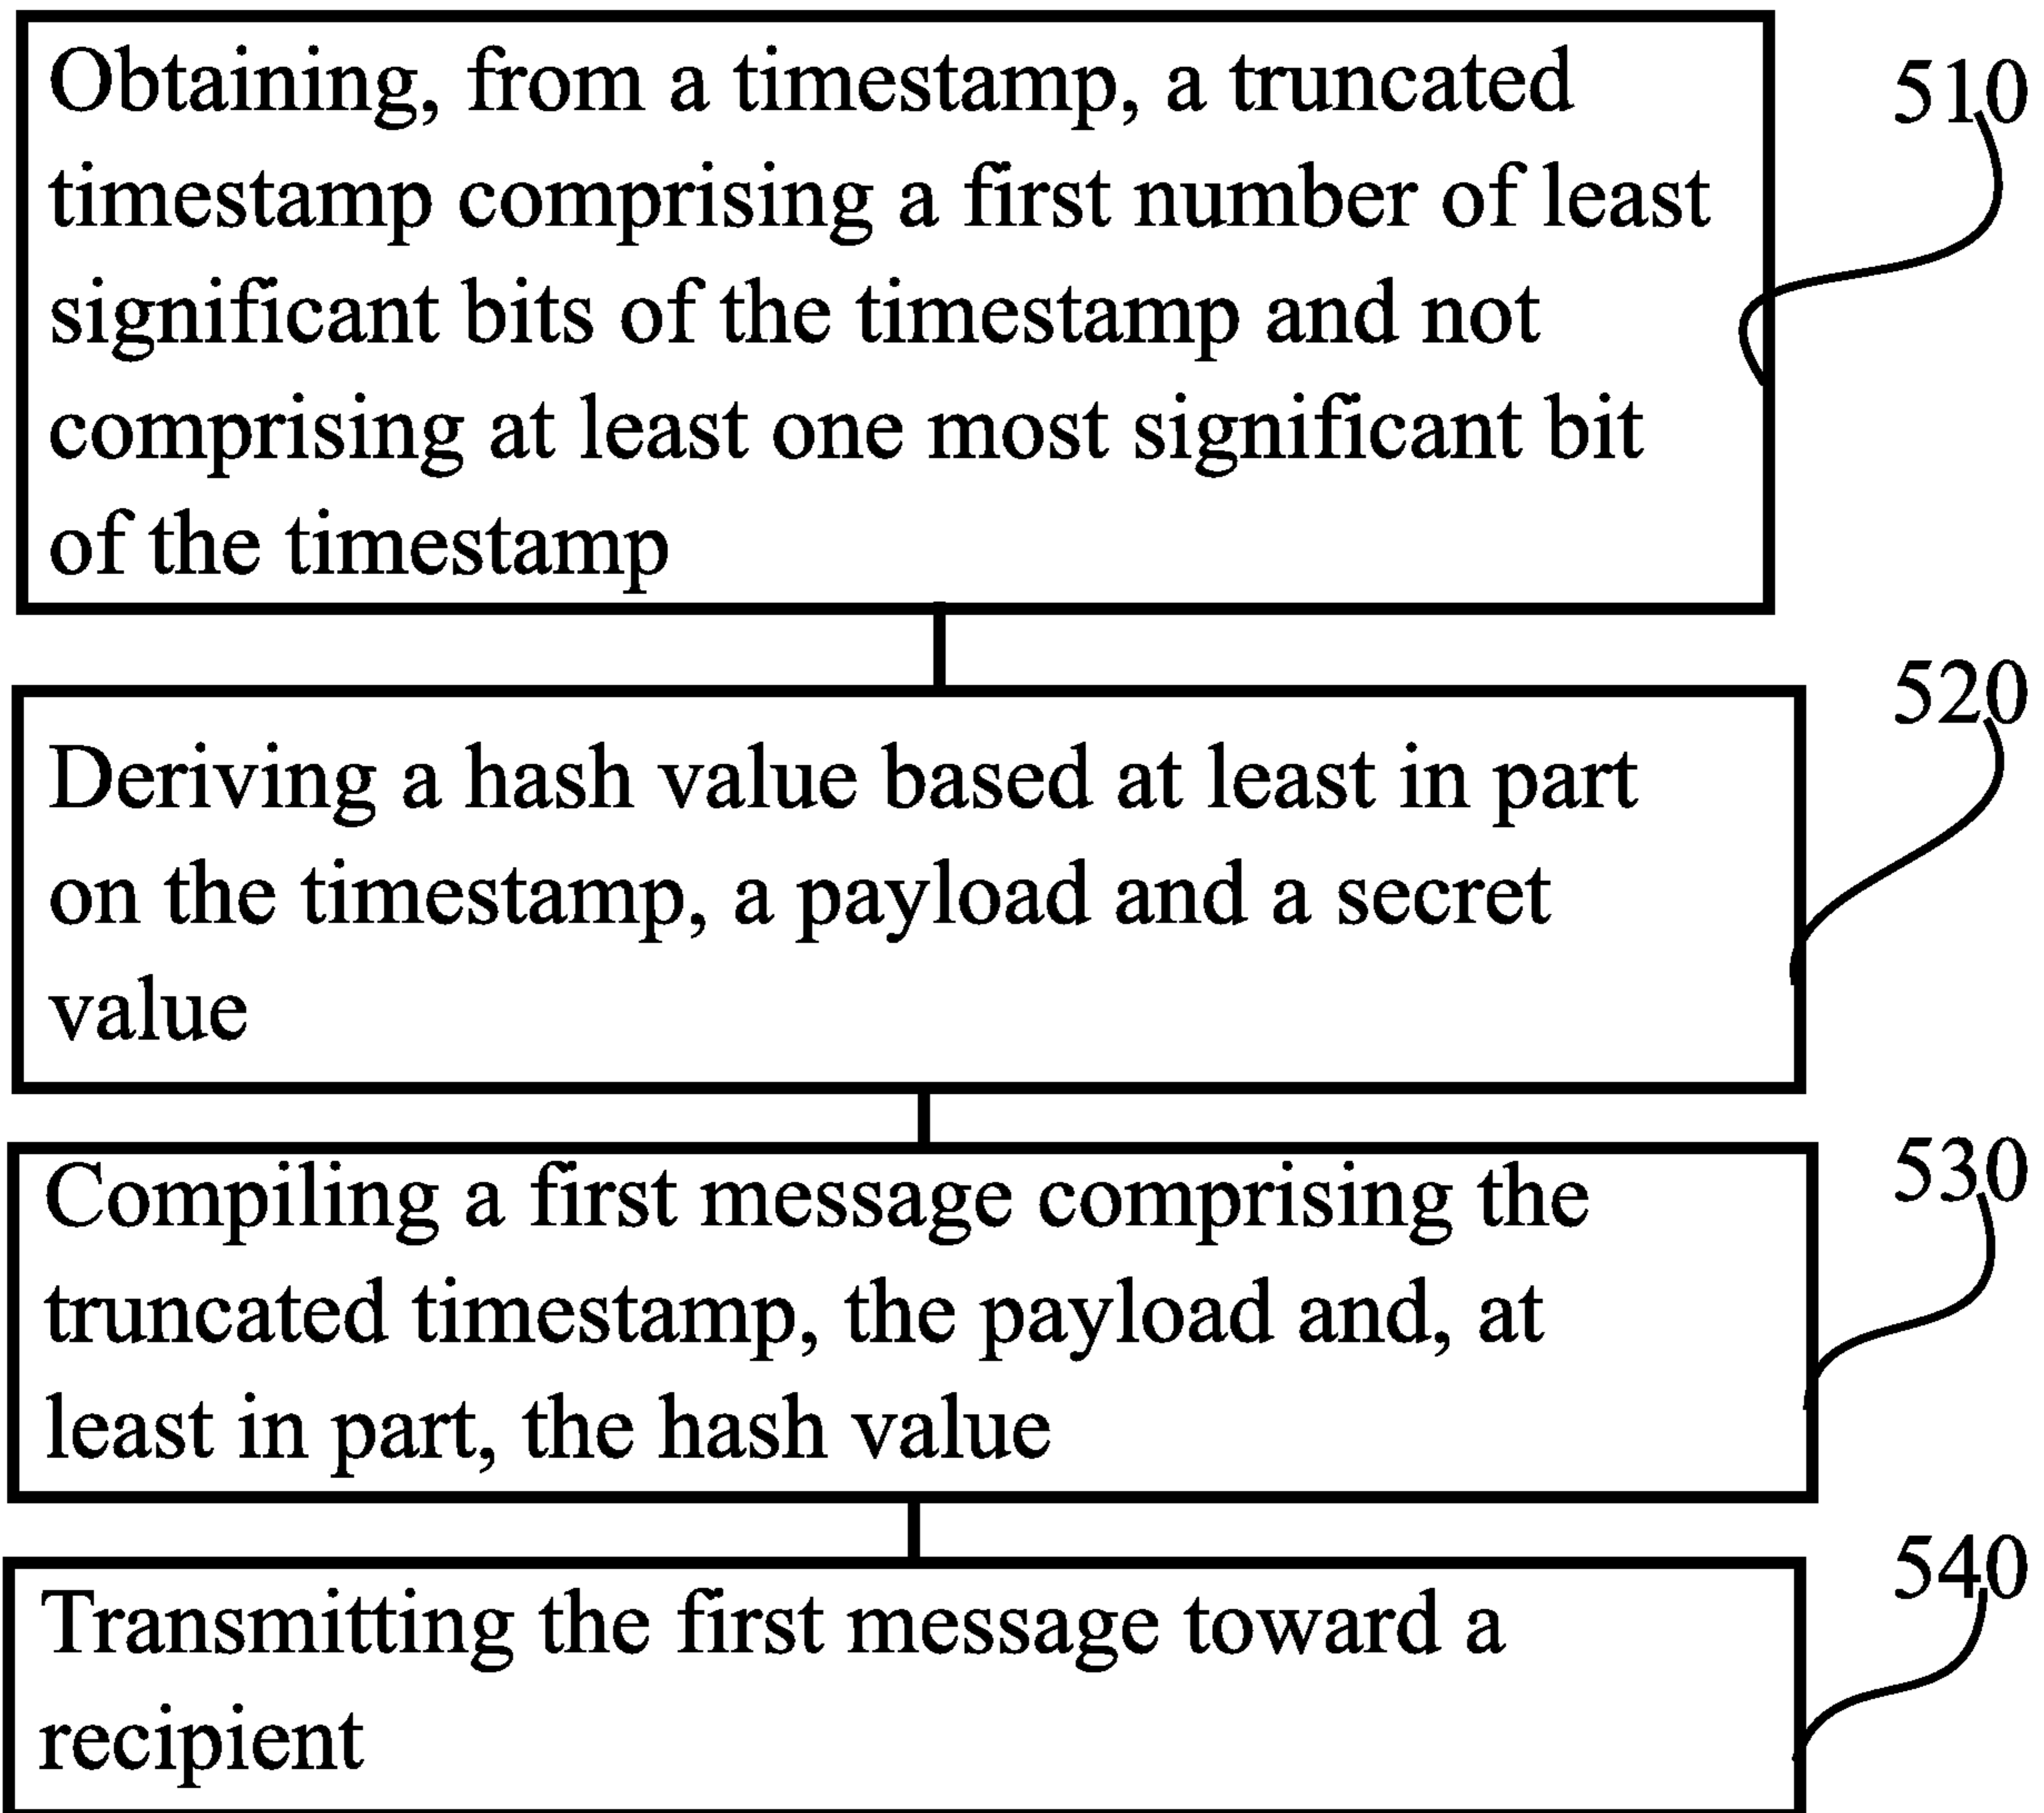 Obtaining, from a timestamp, a truncated
timestamp comprising a first number of least
significant bits of the timestamp and not
comprising at least one most significant bit
of the timestamp
510
Deriving a hash value based at least in part
on the timestamp, a payload and a secret
value
520
Compiling a first message comprising the
truncated timestamp, the payload and, at
least in part, the hash value
530
Transmitting the first message toward a
recipient
540